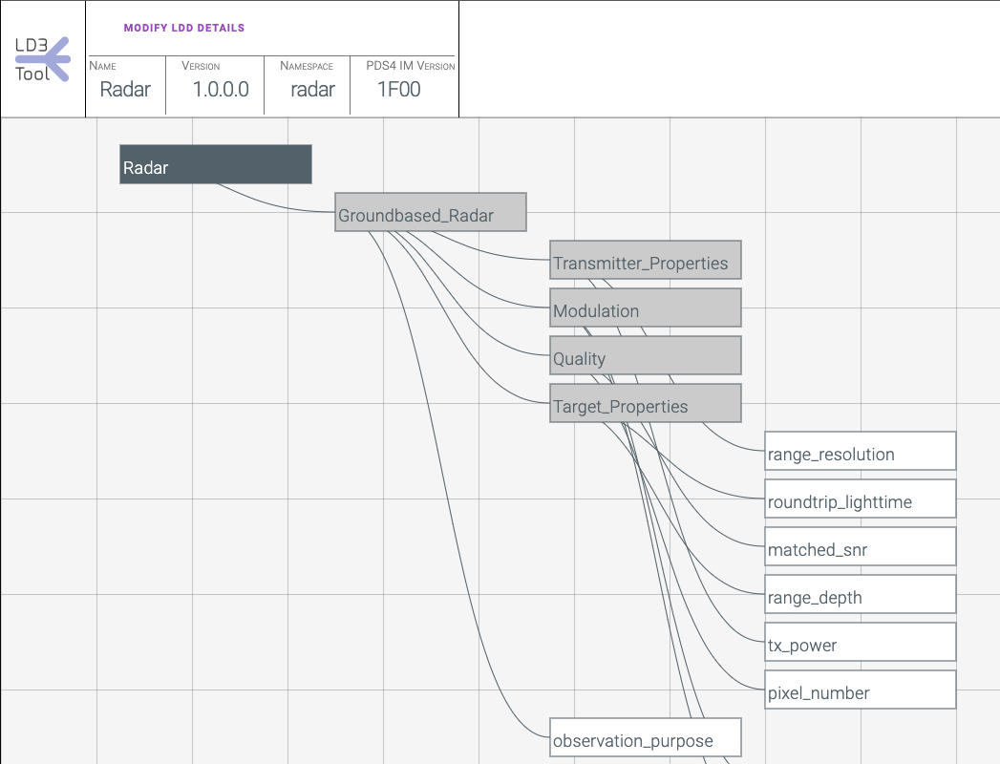 LD3
Tool
MODIFY LDD DETAILS
Name Version Namespace PDS4 IM Version
Radar 1.0.0.0 radar 1F00
Radar
Groundbased_Radar
Transmitter_Properties
Modulation
Quality
Target_Properties
range_resolution
roundtrip_lighttime
matched_snr
range_depth
tx_power
pixel_number
observation_purpose